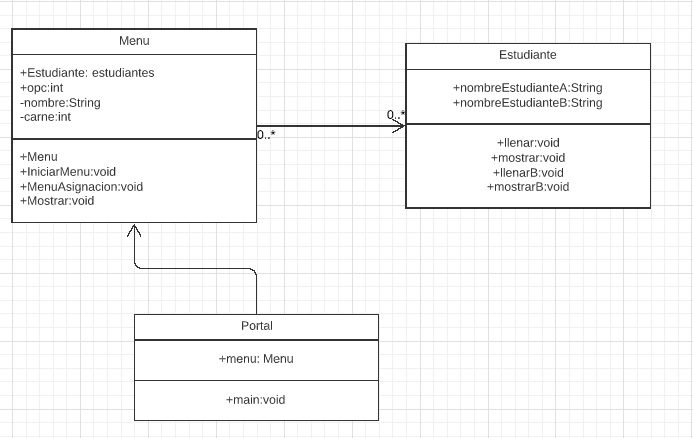 Menu
+Estudiante: estudiantes
+opc:int
-nombre:String
-carne:int
+Menu
+IniciarMenu:void
+MenuAsignacion:void
+Mostrar:void
0..*
0..*
Estudiante
+nombreEstudianteA:String
+nombreEstudianteB:String
+llenar:void
+mostrar:void
+llenarB:void
+mostrarB:void
Portal
+menu: Menu
+main:void